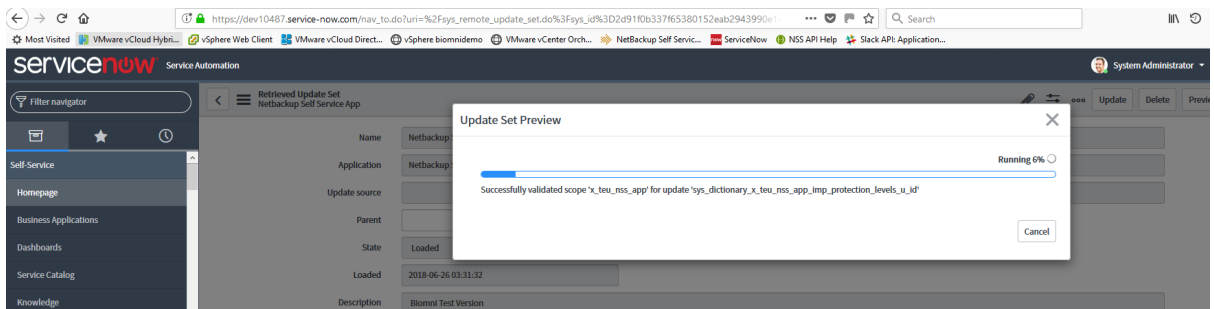 https://dev10487.service-now.com/nav_to.do?uri=%2Fsys_remote_update_set.do%3Fsys_id%3D2d91f0b337f65380152eab2943990e1
Search
Most Visited VMware vCloud Hybri... vSphere Web Client VMware vCloud Direct... vSphere biomnidemo VMware vCenter Orch... NetBackup Self Servic... ServiceNow NSS API Help Slack API: Application...
servicenow Service Automation
System Administrator
Filter navigator
Retrieved Update Set
Netbackup Self Service App
Update Delete Previe
Update Set Preview
Name Netbackup
Running 6%
Self-Service
Application Netbackup
Successfully validated scope 'x_teu_nss_app' for update 'sys_dictionary_x_teu_nss_app_imp_protection_levels_u_id'
Homepage
Update source
Business Applications
Parent
Cancel
Dashboards
State Loaded
Service Catalog
Loaded 2018-06-26 03:31:32
Knowledge
Description Biomni Test Version